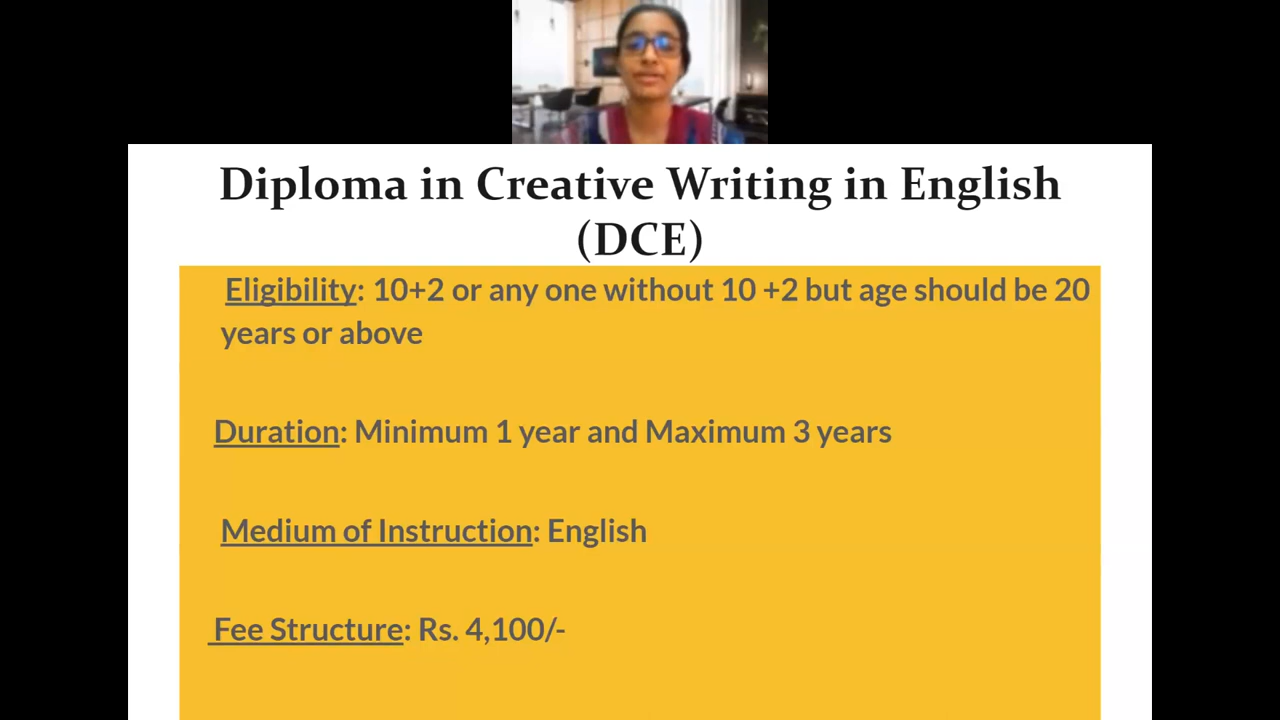 Diploma in Creative Writing in English
(DCE)
Eligibility: 10+2 or any one without 10 +2 but age should be 20
years or above
Duration: Minimum 1 year and Maximum 3 years
Medium of Instruction: English
Fee Structure: Rs. 4,100/-